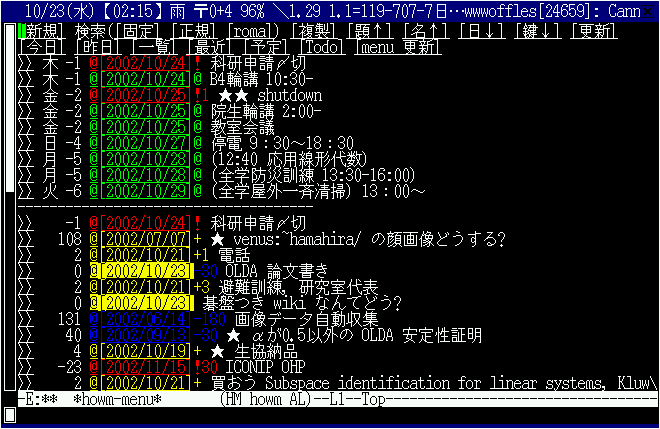 10/23(水)【02:15】雨 〒0+4 96% ＼1.29 1.1=119-707-7日…wwwoffles[24659]: Cann
[新規] 検索([固定] [正規] [roma]) [複製] [題↑] [名↑] [日↓] [鍵↓] [更新]
[今日] [昨日] [一覧] [最近] [予定] [Todo] [menu 更新]
》 木 -1 @[2002/10/24]! 科研申請〆切
》 木 -1 @[2002/10/24]@ B4輪講 10:30-
》 金 -2 @[2002/10/25]!1 ★★ shutdown
》 金 -2 @[2002/10/25]@ 院生輪講 2:00-
》 金 -2 @[2002/10/25]@ 教室会議
》 日 -4 @[2002/10/27]@ 停電 9：30～18：30
》 月 -5 @[2002/10/28]@ (12:40 応用線形代数)
》 月 -5 @[2002/10/28]@ (全学防災訓練 13:30-16:00)
》 火 -6 @[2002/10/29]@ (全学屋外一斉清掃) 13：00～
----------------------------------
》 -1 @[2002/10/24]! 科研申請〆切
》 108 @[2002/07/07]+ ★ venus:~hamahira/ の顔画像どうする?
》 2 @[2002/10/21]+1 電話
》 0 @[2002/10/23]-30 OLDA 論文書き
》 2 @[2002/10/21]+3 避難訓練, 研究室代表
》 0 @[2002/10/23] 碁盤つき wiki なんてどう?
》 131 @[2002/06/14]-180 画像データ自動収集
》 40 @[2002/09/13]-30 ★ αが0.5以外の OLDA 安定性証明
》 4 @[2002/10/19]+ ★ 生協納品
》 -23 @[2002/11/15]!30 ICONIP OHP
》 2 @[2002/10/21]+ 買おう Subspace identification for linear systems, Kluw\
-E:** *howm-menu* (HM howm AL)--L1--Top--------------------------------